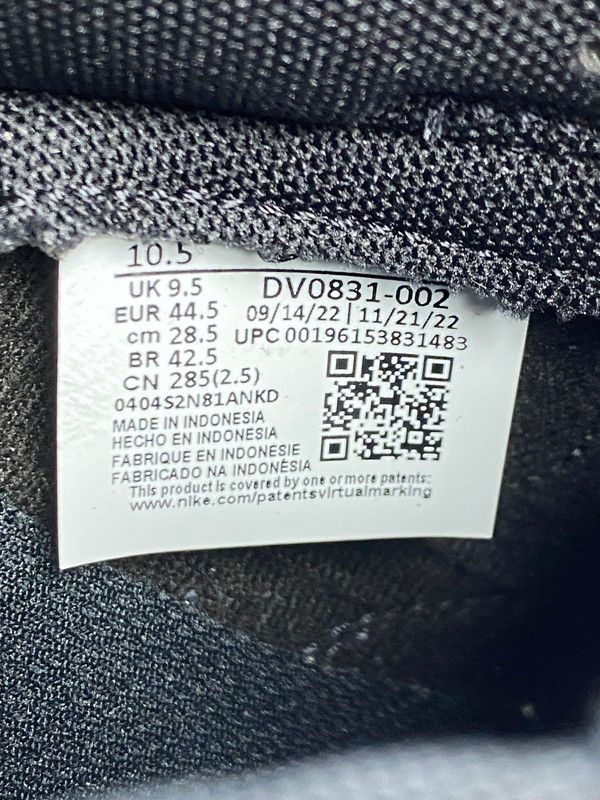 10.5
UK 9.5 DV0831-002
EUR 44.5 09/14/22 | 11/21/22
cm 28.5 UPC 00196153831483
BR 42.5
CN 285(2.5)
0404S2N81ANKD
MADE IN INDONESIA
HECHO EN INDONESIA
FABRIQUE EN INDONESIE
FABRICADO NA INDONÉSIA
This product is covered by one or more patents:
www.nike.com/patentsvirtualmarking